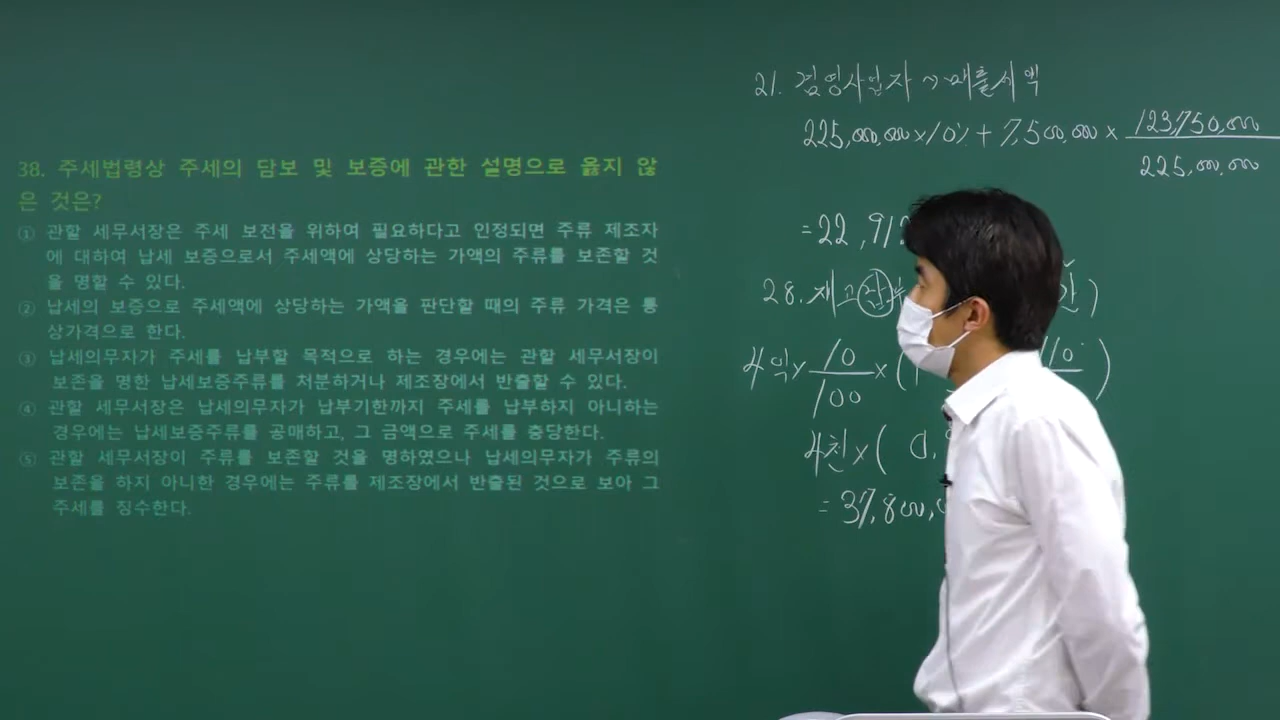 38. 주세법령상 주세의 담보 및 보증에 관한 설명으로 옳지 않
은 것은?
① 관할 세무서장은 주세 보전을 위하여 필요하다고 인정되면 주류 제조자
에 대하여 납세 보증으로서 주세액에 상당하는 가액의 주류를 보존할 것
을 명할 수 있다.
② 납세의 보증으로 주세액에 상당하는 가액을 판단할 때의 주류 가격은 통
상가격으로 한다.
③ 납세의무자가 주세를 납부할 목적으로 하는 경우에는 관할 세무서장이
보존을 명한 납세보증주류를 처분하거나 제조장에서 반출할 수 있다.
④ 관할 세무서장은 납세의무자가 납부기한까지 주세를 납부하지 아니하는
경우에는 납세보증주류를 공매하고, 그 금액으로 주세를 충당한다.
⑤ 관할 세무서장이 주류를 보존할 것을 명하였으나 납세의무자가 주류의
보존을 하지 아니한 경우에는 주류를 제조장에서 반출된 것으로 보아 그
주세를 징수한다.
21. 겸영사업자 → 매출세액
225,000,000×10% + 7,500,000 × 123,750,000
225,000,000
= 22,912
28. 재고
4억× 10 × ( 10 )
100
4천×( 0.
= 37,800,0